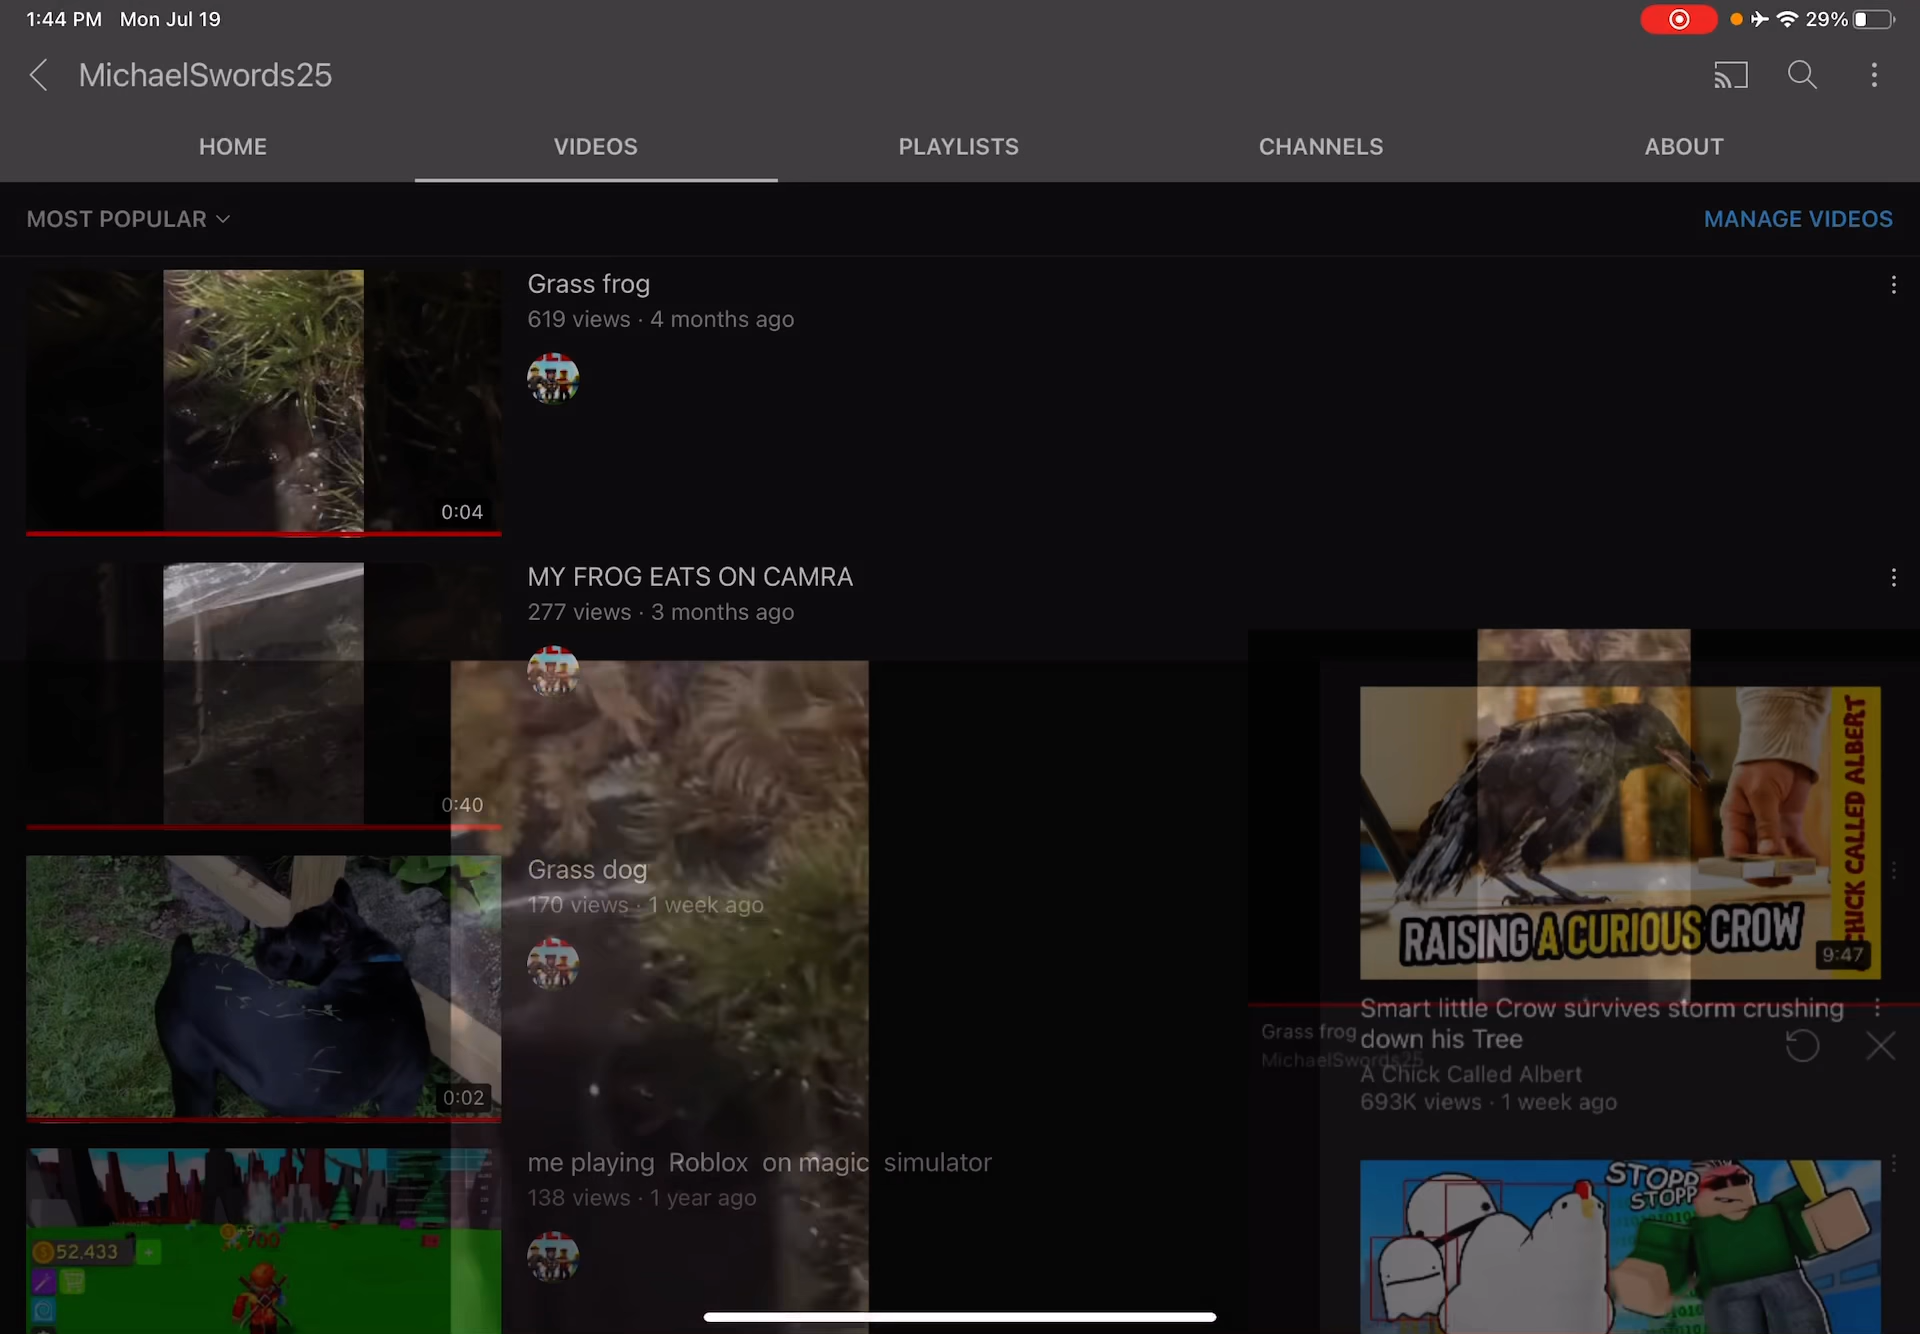 1:44 PM Mon Jul 19
29%
MichaelSwords25
HOME VIDEOS PLAYLISTS CHANNELS ABOUT
MOST POPULAR
MANAGE VIDEOS
Grass frog
619 views · 4 months ago
0:04
MY FROG EATS ON CAMRA
277 views · 3 months ago
0:40
Grass dog
170 views · 1 week ago
0:02
me playing Roblox on magic simulator
138 views · 1 year ago
52,433
700
CHICK CALLED ALBERT
RAISING A CURIOUS CROW
9:47
Smart little Crow survives storm crushing
down his Tree
A Chick Called Albert
693K views · 1 week ago
Grass frog
MichaelSwords25
STOPP
STOPP